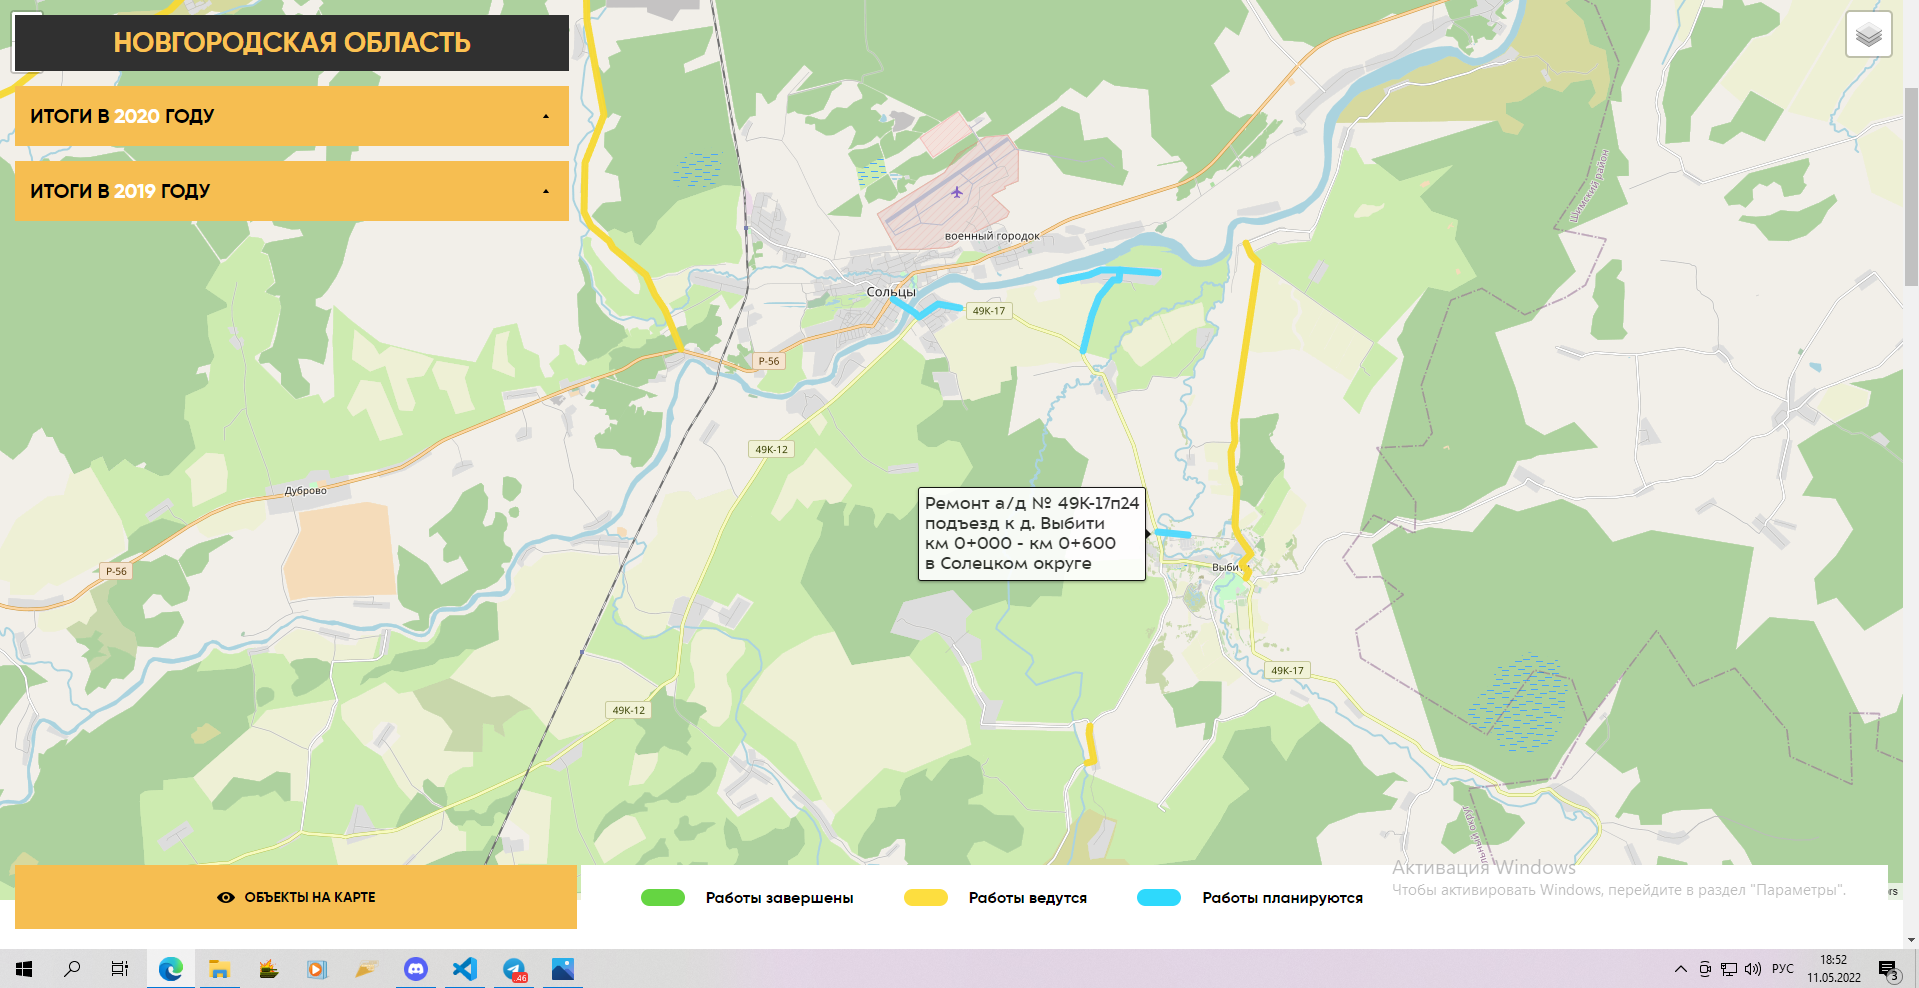 НОВГОРОДСКАЯ ОБЛАСТЬ
ИТОГИ В 2020 ГОДУ
ИТОГИ В 2019 ГОДУ
Шимский район
военный городок
Сольцы
49К-17
Р-56
49К-12
Дуброво
Ремонт а/д № 49К-17п24
подъезд к д. Выбити
км 0+000 - км 0+600
в Солецком округе
Р-56
49К-17
49К-12
ОБЪЕКТЫ НА КАРТЕ
Работы завершены
Работы ведутся
Работы планируются
Активация Windows
Чтобы активировать Windows, перейдите в раздел "Параметры".
46
РУС
18:52
11.05.2022
3